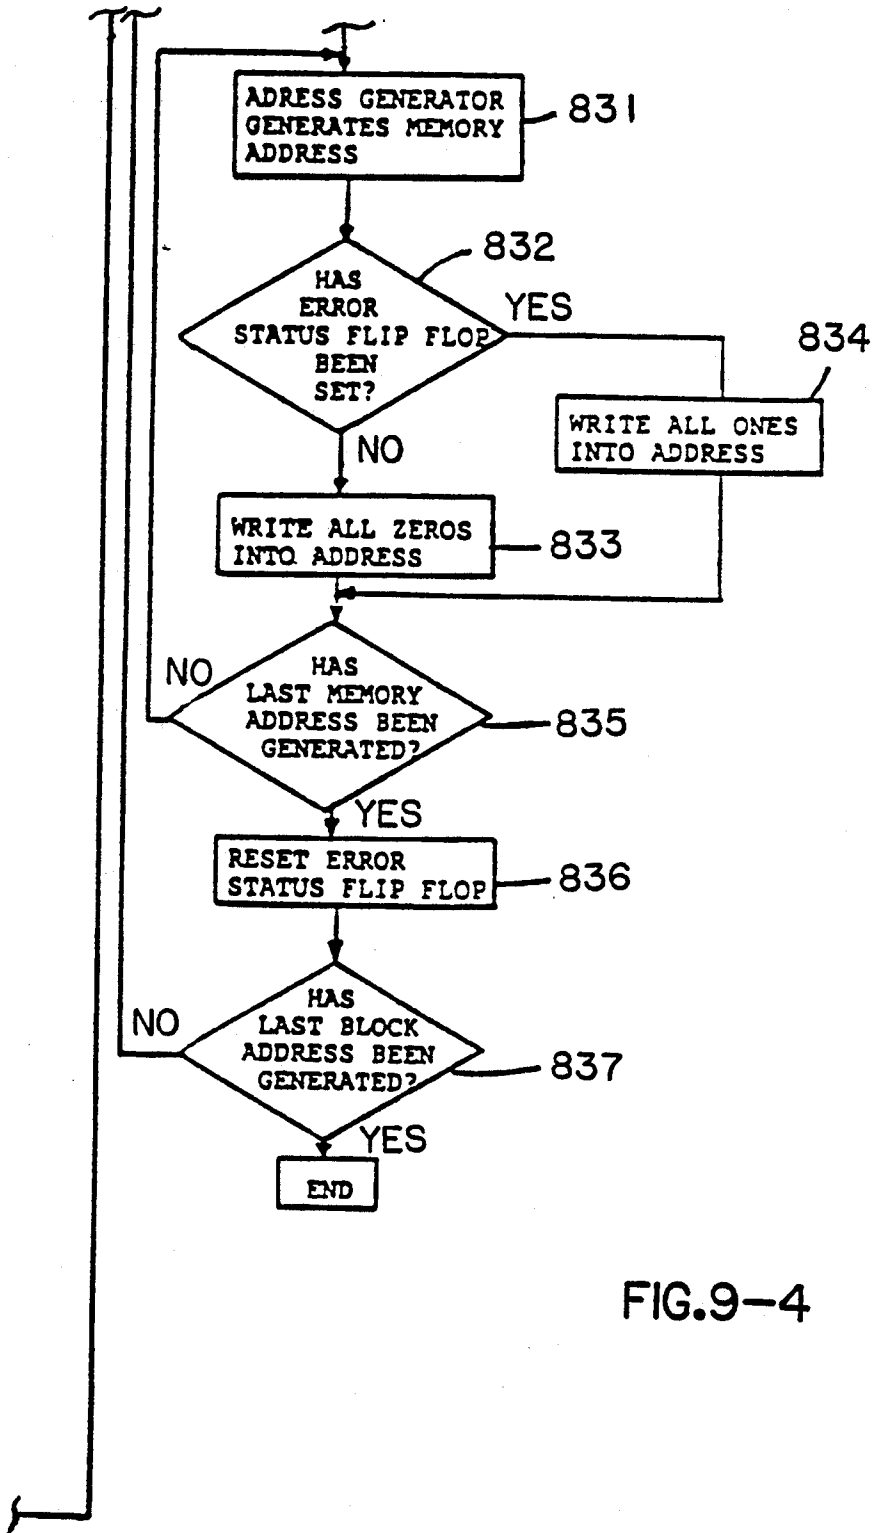 ADRESS GENERATOR
GENERATES MEMORY
ADDRESS
831
832
HAS
ERROR
STATUS FLIP FLOP
BEEN
SET?
YES
834
WRITE ALL ONES
INTO ADDRESS
NO
WRITE ALL ZEROS
INTO ADDRESS
833
NO
HAS
LAST MEMORY
ADDRESS BEEN
GENERATED?
835
YES
RESET ERROR
STATUS FLIP FLOP
836
NO
HAS
LAST BLOCK
ADDRESS BEEN
GENERATED?
837
YES
END
FIG.9-4